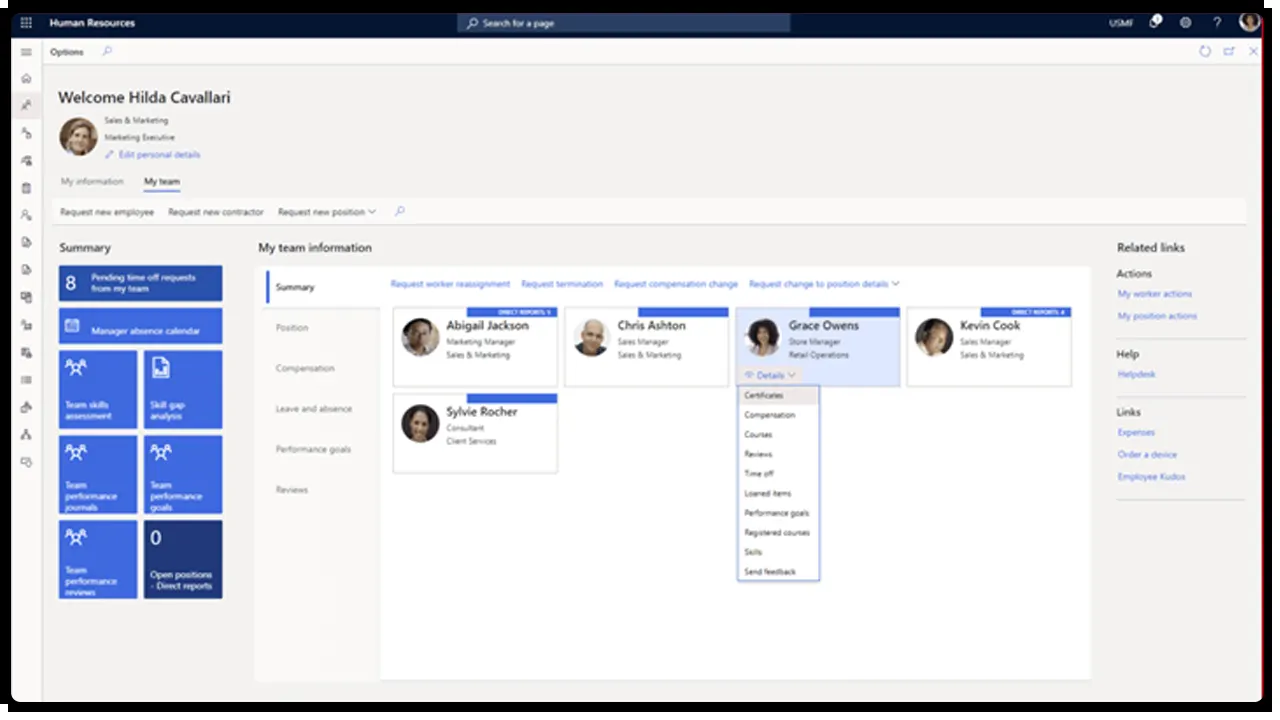 Human Resources
Search for a page
USMF
1
?
Options
Welcome Hilda Cavallari
Sales & Marketing
Marketing Executive
Edit personal details
My information
My team
Request new employee
Request new contractor
Request new position
Summary
8
Pending time off requests
from my team
Manager absence calendar
Team skills
assessment
Skill gap
analysis
Team
performance
journals
Team
performance
goals
Team
performance
reviews
0
Open positions
- Direct reports
My team information
Summary
Position
Compensation
Leave and absence
Performance goals
Reviews
Request worker reassignment
Request termination
Request compensation change
Request change to position details
DIRECT REPORTS: 5
Abigail Jackson
Marketing Manager
Sales & Marketing
Chris Ashton
Sales Manager
Sales & Marketing
Grace Owens
Store Manager
Retail Operations
Details
Certificates
Compensation
Courses
Reviews
Time off
Loaned items
Performance goals
Registered courses
Skills
Send feedback
DIRECT REPORTS: 4
Kevin Cook
Sales Manager
Sales & Marketing
Sylvie Rocher
Consultant
Client Services
Related links
Actions
My worker actions
My position actions
Help
Helpdesk
Links
Expenses
Order a device
Employee Kudos